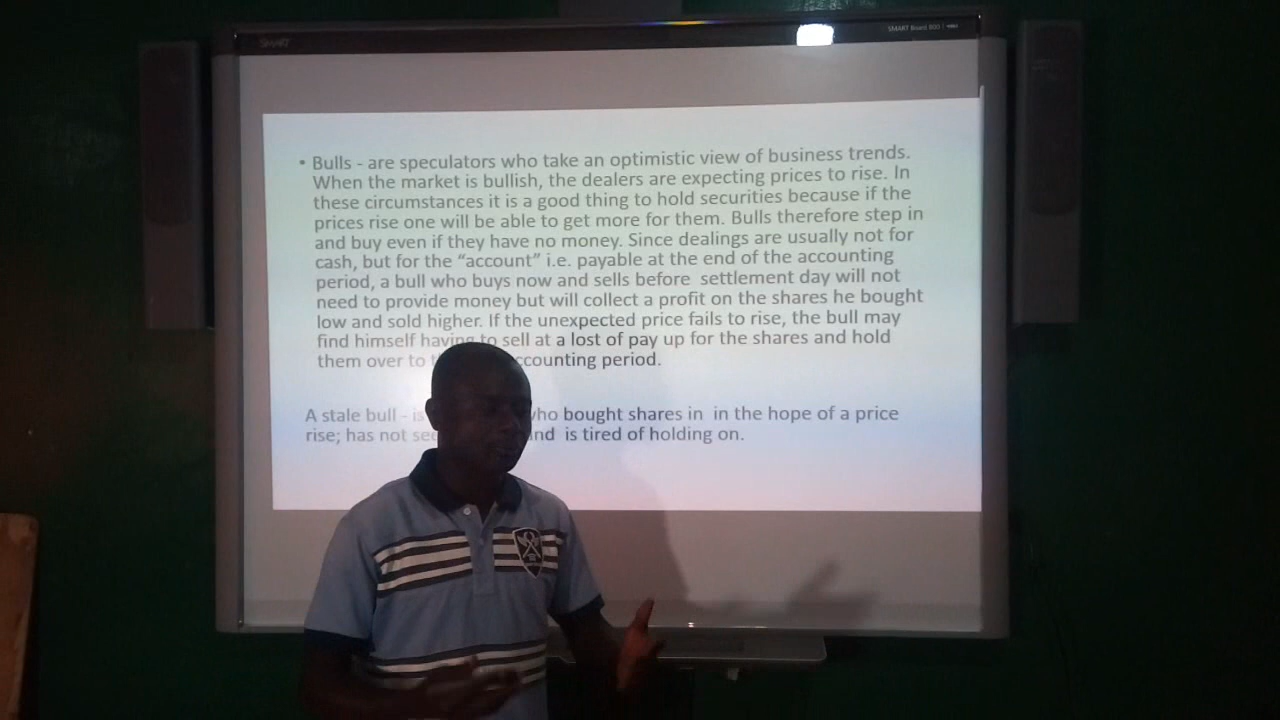 SMART
SMART Board 800
• Bulls - are speculators who take an optimistic view of business trends.
When the market is bullish, the dealers are expecting prices to rise. In
these circumstances it is a good thing to hold securities because if the
prices rise one will be able to get more for them. Bulls therefore step in
and buy even if they have no money. Since dealings are usually not for
cash, but for the “account” i.e. payable at the end of the accounting
period, a bull who buys now and sells before settlement day will not
need to provide money but will collect a profit on the shares he bought
low and sold higher. If the unexpected price fails to rise, the bull may
find himself having to sell at a lost of pay up for the shares and hold
them over to accounting period.
A stale bull - is who bought shares in in the hope of a price
rise; has not and is tired of holding on.